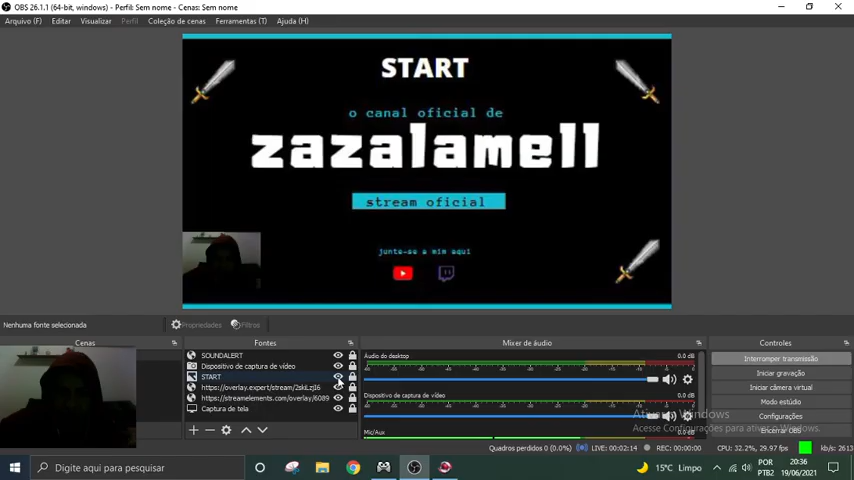 OBS 26.1.1 (64-bit, windows) - Perfil: Sem nome - Cenas: Sem nome
Arquivo (F) Editar Visualizar Perfil Coleção de cenas Ferramentas (T) Ajuda (H)
START
o canal oficial de
zazalamell
stream oficial
junte-se a mim aqui
Nenhuma fonte selecionada Propriedades Filtros
Cenas Fontes Mixer de áudio Controles
SOUNDALERT
Dispositivo de captura de vídeo
START
https://overlay.expert/stream/2skiLzj16
https://streamelements.com/overlay/6089
Captura de tela
Áudio do desktop 0.0 dB
Dispositivo de captura de vídeo 0.0 dB
Mic/Aux 0.0 dB
Interromper transmissão
Iniciar gravação
Iniciar câmera virtual
Modo estúdio
Configurações
Encerrar OBS
Ativar o Windows
Acesse Configurações para ativar o Windows.
Quadros perdidos 0 (0.0%) LIVE: 00:02:14 REC: 00:00:00 CPU: 32.2%, 29.97 fps kb/s: 2613
Digite aqui para pesquisar
15°C Limpo
POR
PTB2
20:36
19/06/2021